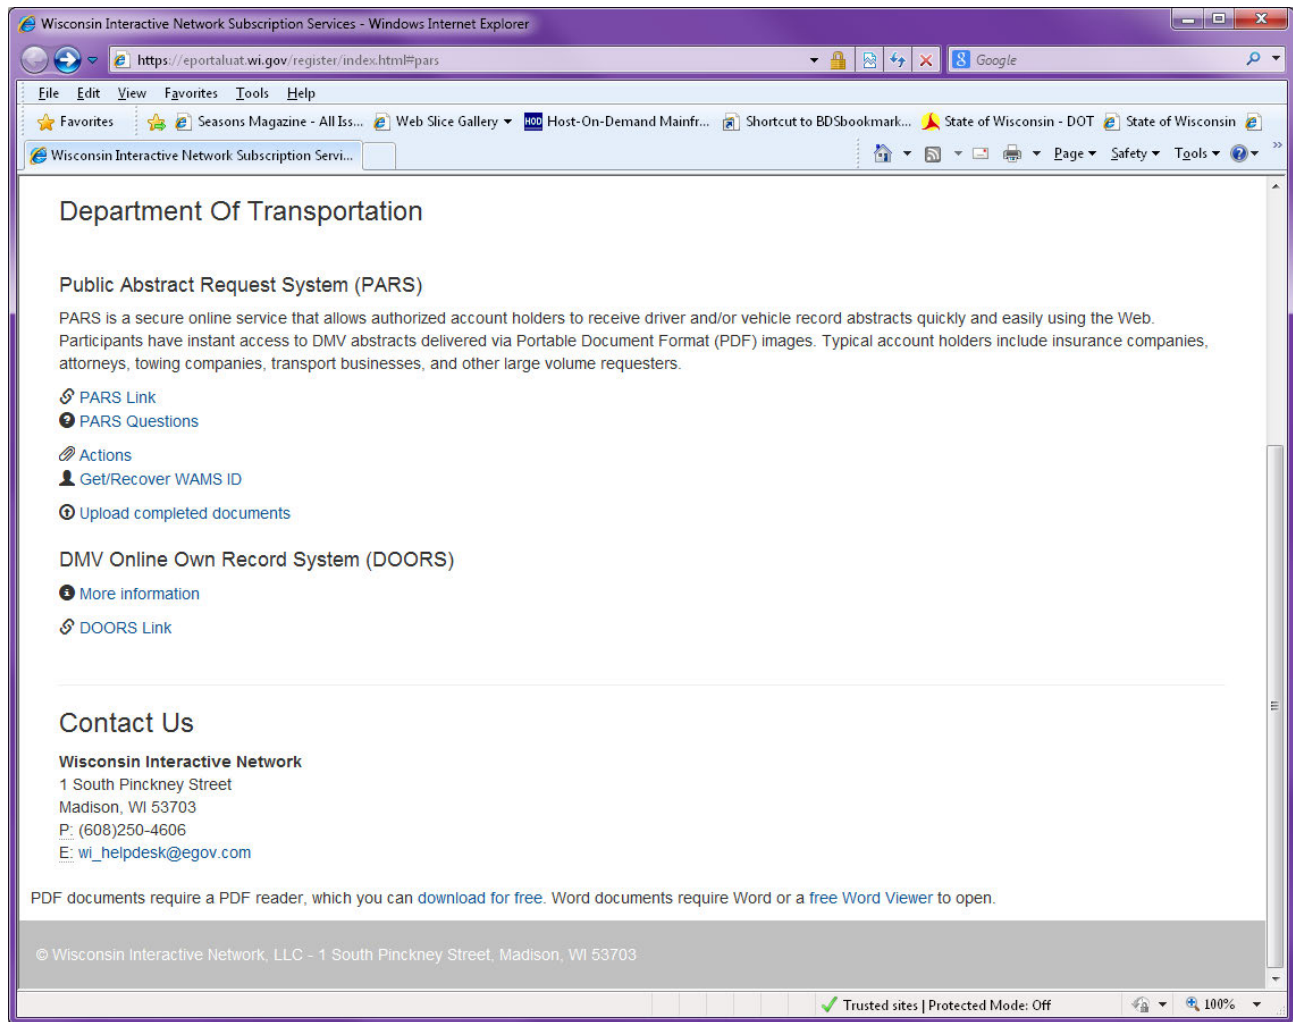 Wisconsin Interactive Network Subscription Services - Windows Internet Explorer
https://eportaluat.wi.gov/register/index.html#pars
Google
File Edit View Favorites Tools Help
Favorites Seasons Magazine - All Iss... Web Slice Gallery HOD Host-On-Demand Mainfr... Shortcut to BDSbookmark... State of Wisconsin - DOT State of Wisconsin
Wisconsin Interactive Network Subscription Servi... Page Safety Tools
Department Of Transportation
Public Abstract Request System (PARS)
PARS is a secure online service that allows authorized account holders to receive driver and/or vehicle record abstracts quickly and easily using the Web.
Participants have instant access to DMV abstracts delivered via Portable Document Format (PDF) images. Typical account holders include insurance companies,
attorneys, towing companies, transport businesses, and other large volume requesters.
PARS Link
PARS Questions
Actions
Get/Recover WAMS ID
Upload completed documents
DMV Online Own Record System (DOORS)
More information
DOORS Link
Contact Us
Wisconsin Interactive Network
1 South Pinckney Street
Madison, WI 53703
P: (608)250-4606
E: wi_helpdesk@egov.com
PDF documents require a PDF reader, which you can download for free. Word documents require Word or a free Word Viewer to open.
© Wisconsin Interactive Network, LLC - 1 South Pinckney Street, Madison, WI 53703
Trusted sites | Protected Mode: Off 100%